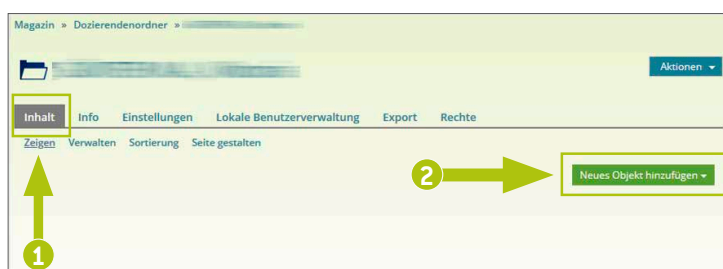 Magazin » Dozierendenordner »
Aktionen
Inhalt Info Einstellungen Lokale Benutzerverwaltung Export Rechte
Zeigen Verwalten Sortierung Seite gestalten
2
Neues Objekt hinzufügen
1